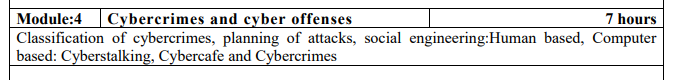 Module:4 Cybercrimes and cyber offenses 7 hours
Classification of cybercrimes, planning of attacks, social engineering:Human based, Computer
based: Cyberstalking, Cybercafe and Cybercrimes